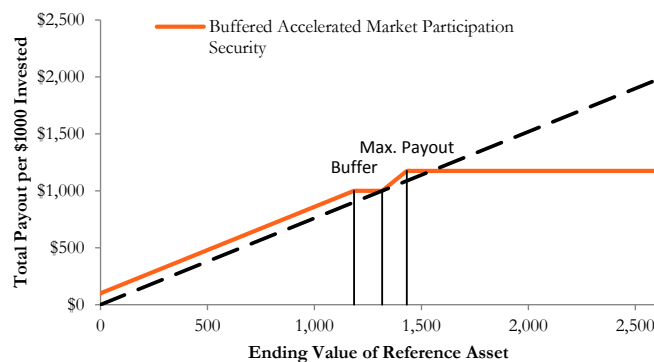 $2,500
Buffered Accelerated Market Participation
Security
$2,000
$1,500
Max. Payout
Buffer
$1,000
$500
$0
Total Payout per $1000 Invested
0
500
1,000
1,500
2,000
2,500
Ending Value of Reference Asset